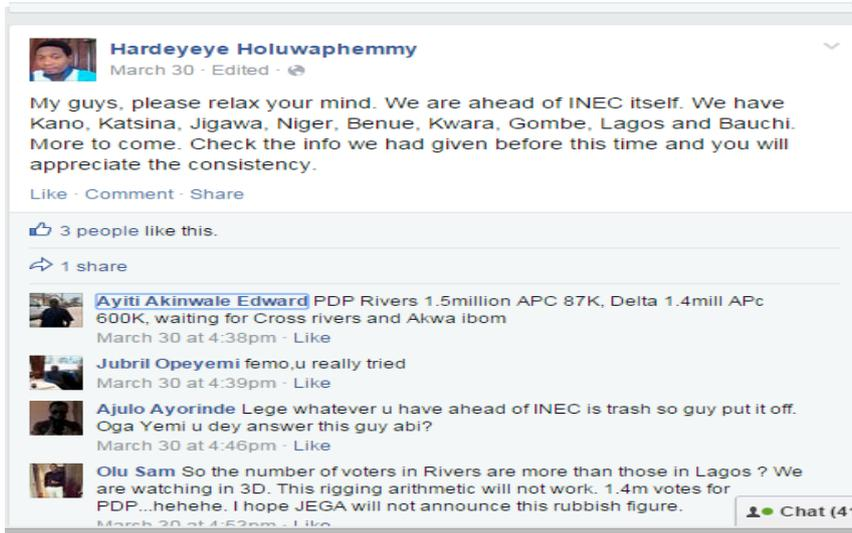 Hardeyeye Holuwaphemmy
March 30 · Edited ·
My guys, please relax your mind. We are ahead of INEC itself. We have
Kano, Katsina, Jigawa, Niger, Benue, Kwara, Gombe, Lagos and Bauchi.
More to come. Check the info we had given before this time and you will
appreciate the consistency.
Like · Comment · Share
3 people like this.
1 share
Ayiti Akinwale Edward PDP Rivers 1.5million APC 87K, Delta 1.4mill APc
600K, waiting for Cross rivers and Akwa ibom
March 30 at 4:38pm · Like
Jubril Opeyemi femo,u really tried
March 30 at 4:39pm · Like
Ajulo Ayorinde Lege whatever u have ahead of INEC is trash so guy put it off.
Oga Yemi u dey answer this guy abi?
March 30 at 4:46pm · Like
Olu Sam So the number of voters in Rivers are more than those in Lagos ? We
are watching in 3D. This rigging arithmetic will not work. 1.4m votes for
PDP...hehehe. I hope JEGA will not announce this rubbish figure.
March 30 at 4:52pm · Like
Chat (4